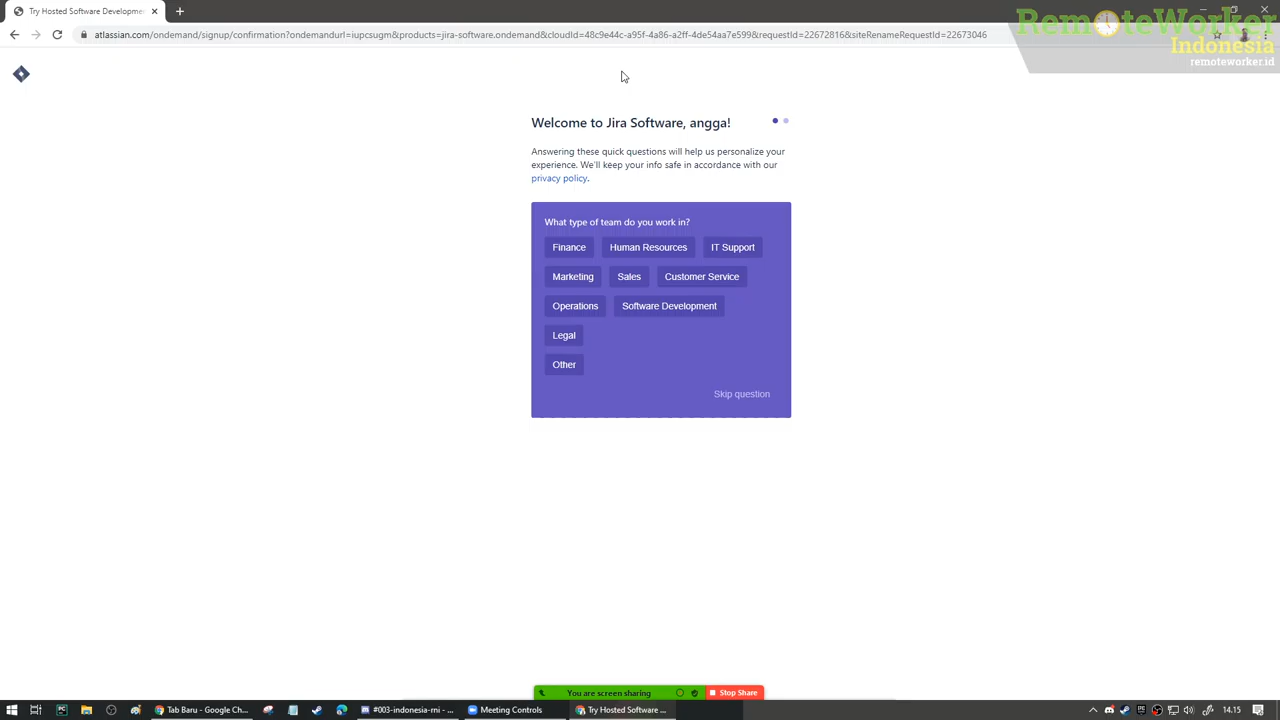 Try Hosted Software Developmen
RemoteWorker
Indonesia
remoteworker.id
atlassian.com/ondemand/signup/confirmation?ondemandurl=iupcsugm&products=jira-software.ondemand&cloudId=48c9e44c-a95f-4a86-a2ff-4de54aa7e599&requestId=22672816&siteRenameRequestId=22673046
Welcome to Jira Software, angga!
Answering these quick questions will help us personalize your
experience. We'll keep your info safe in accordance with our
privacy policy.
What type of team do you work in?
Finance Human Resources IT Support
Marketing Sales Customer Service
Operations Software Development
Legal
Other
Skip question
You are screen sharing Stop Share
PC Tab Baru - Google Ch... #003-indonesia-rni - ... Meeting Controls Try Hosted Software ... 14.15